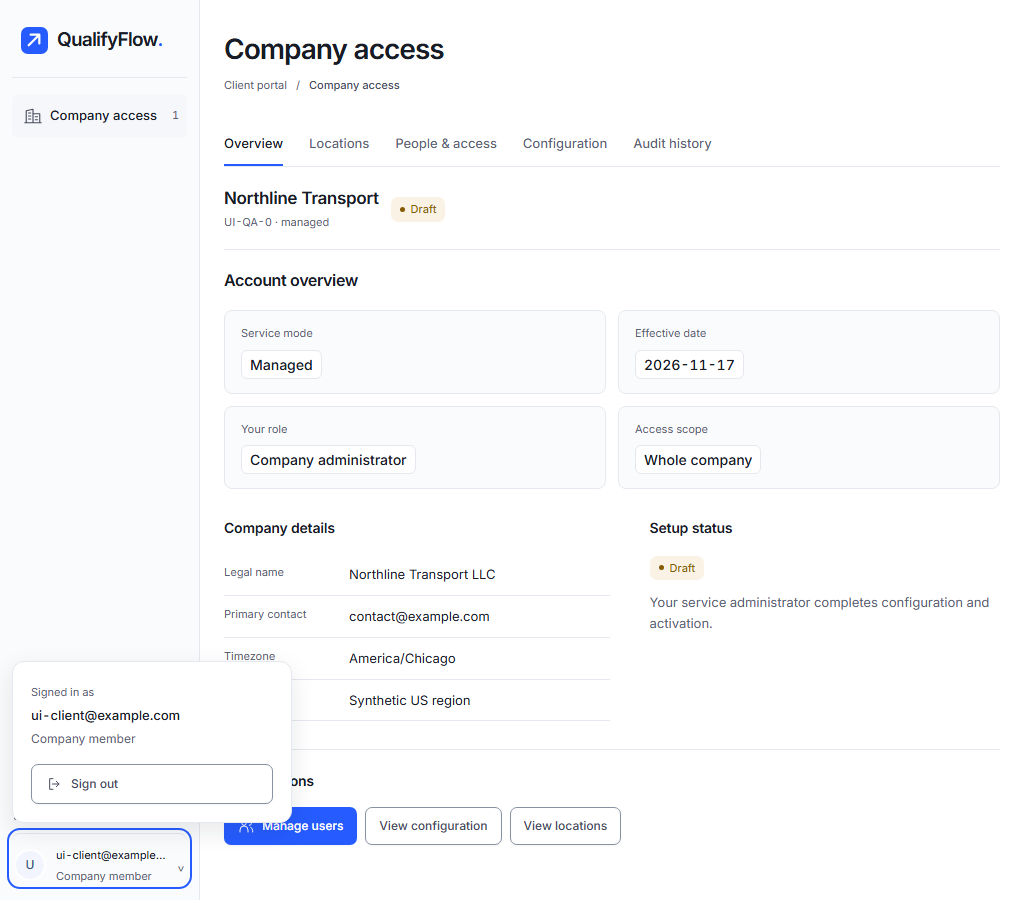 QualifyFlow.
Company access 1
Company access
Client portal / Company access
Overview Locations People & access Configuration Audit history
Northline Transport
UI-QA-0 · managed
Draft
Account overview
Service mode
Managed
Effective date
2026-11-17
Your role
Company administrator
Access scope
Whole company
Company details
Legal name Northline Transport LLC
Primary contact contact@example.com
Timezone America/Chicago
Synthetic US region
Setup status
Draft
Your service administrator completes configuration and
activation.
ons
Manage users View configuration View locations
Signed in as
ui-client@example.com
Company member
Sign out
U
ui-client@example...
Company member